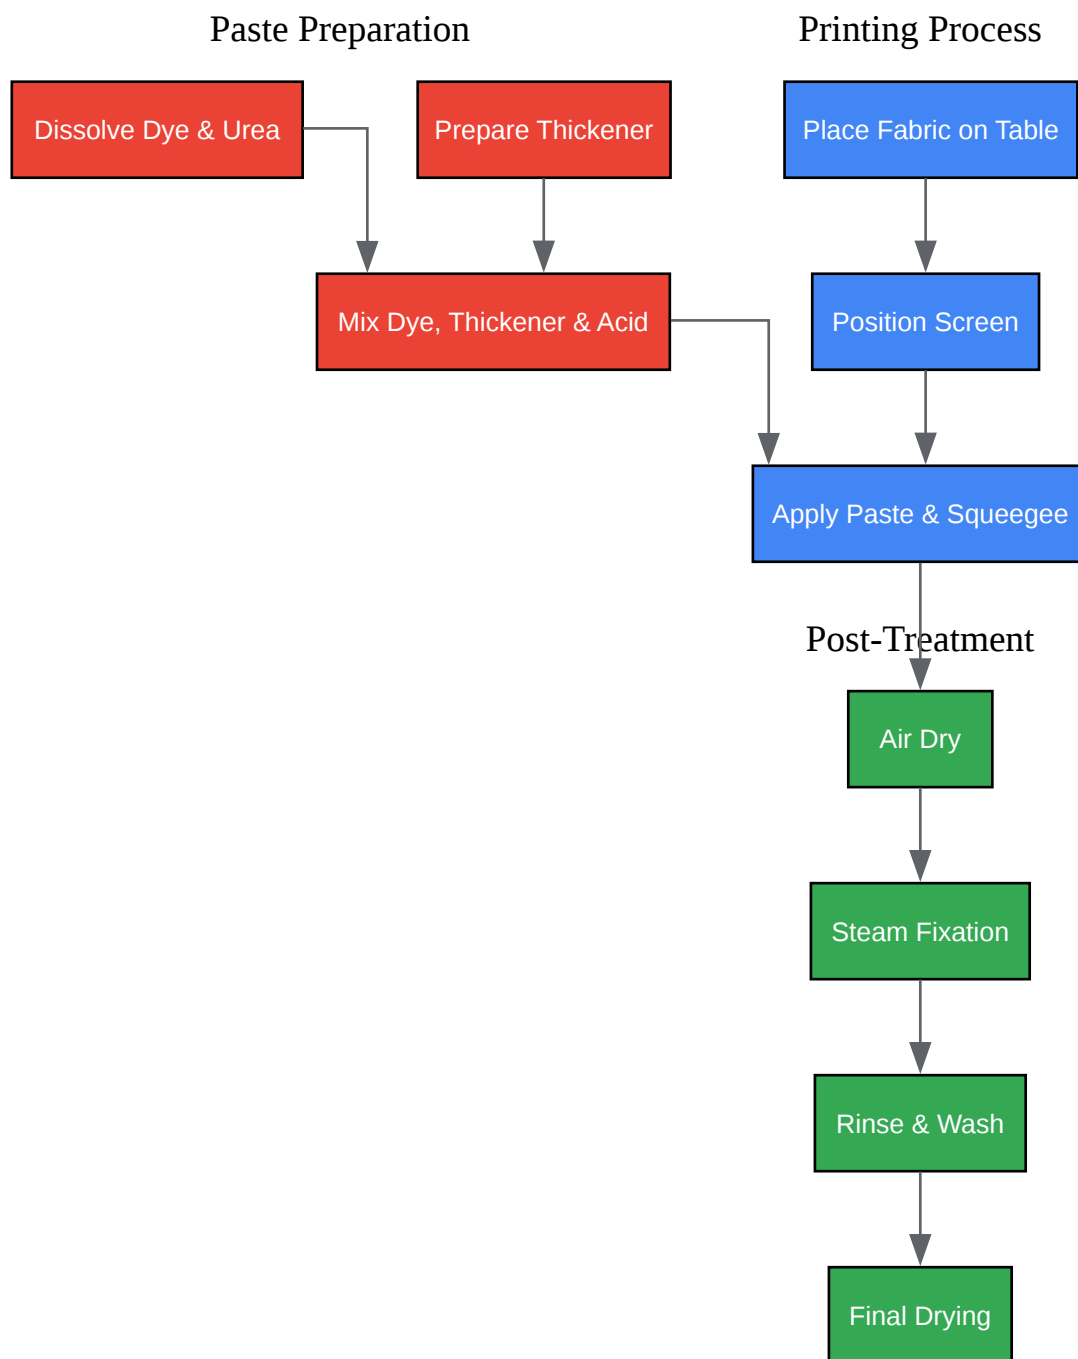 Paste Preparation
Printing Process
Dissolve Dye & Urea
Prepare Thickener
Place Fabric on Table
Mix Dye, Thickener & Acid
Position Screen
Apply Paste & Squeegee
Post-Treatment
Air Dry
Steam Fixation
Rinse & Wash
Final Drying